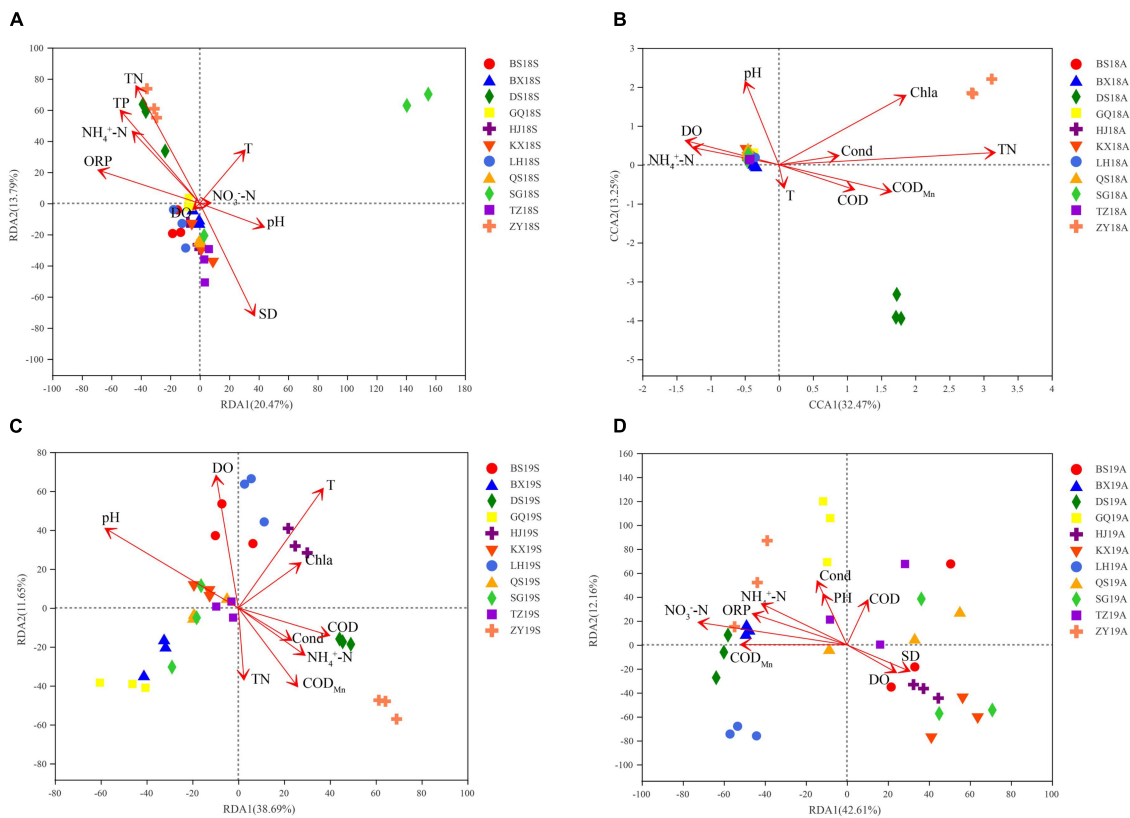 A
100
80
60
40
20
0
-20
-40
-60
-80
-100
RDA2(13.79%)
-100
-80
-60
-40
-20
0
20
40
60
80
100
120
140
160
180
RDA1(20.47%)
TN
TP
NH₄⁺-N
ORP
T
NO₃⁻-N
DO
pH
SD
BS18S
BX18S
DS18S
GQ18S
HJ18S
KX18S
LH18S
QS18S
SG18S
TZ18S
ZY18S
B
3
2
1
0
-1
-2
-3
-4
-5
CCA2(13.25%)
-2
-1.5
-1
-0.5
0
0.5
1
1.5
2
2.5
3
3.5
4
CCA1(32.47%)
pH
Chla
DO
NH₄⁺-N
Cond
TN
T
COD
COD_Mn
BS18A
BX18A
DS18A
GQ18A
HJ18A
KX18A
LH18A
QS18A
SG18A
TZ18A
ZY18A
C
80
60
40
20
0
-20
-40
-60
-80
RDA2(11.65%)
-80
-60
-40
-20
0
20
40
60
80
100
RDA1(38.69%)
DO
T
pH
Chla
COD
Cond
NH₄⁺-N
TN
COD_Mn
BS19S
BX19S
DS19S
GQ19S
HJ19S
KX19S
LH19S
QS19S
SG19S
TZ19S
ZY19S
D
160
140
120
100
80
60
40
20
0
-20
-40
-60
-80
-100
RDA2(12.16%)
-100
-80
-60
-40
-20
0
20
40
60
80
100
RDA1(42.61%)
Cond
NH₄⁺-N
PH
COD
NO₃⁻-N
ORP
COD_Mn
SD
DO
BS19A
BX19A
DS19A
GQ19A
HJ19A
KX19A
LH19A
QS19A
SG19A
TZ19A
ZY19A